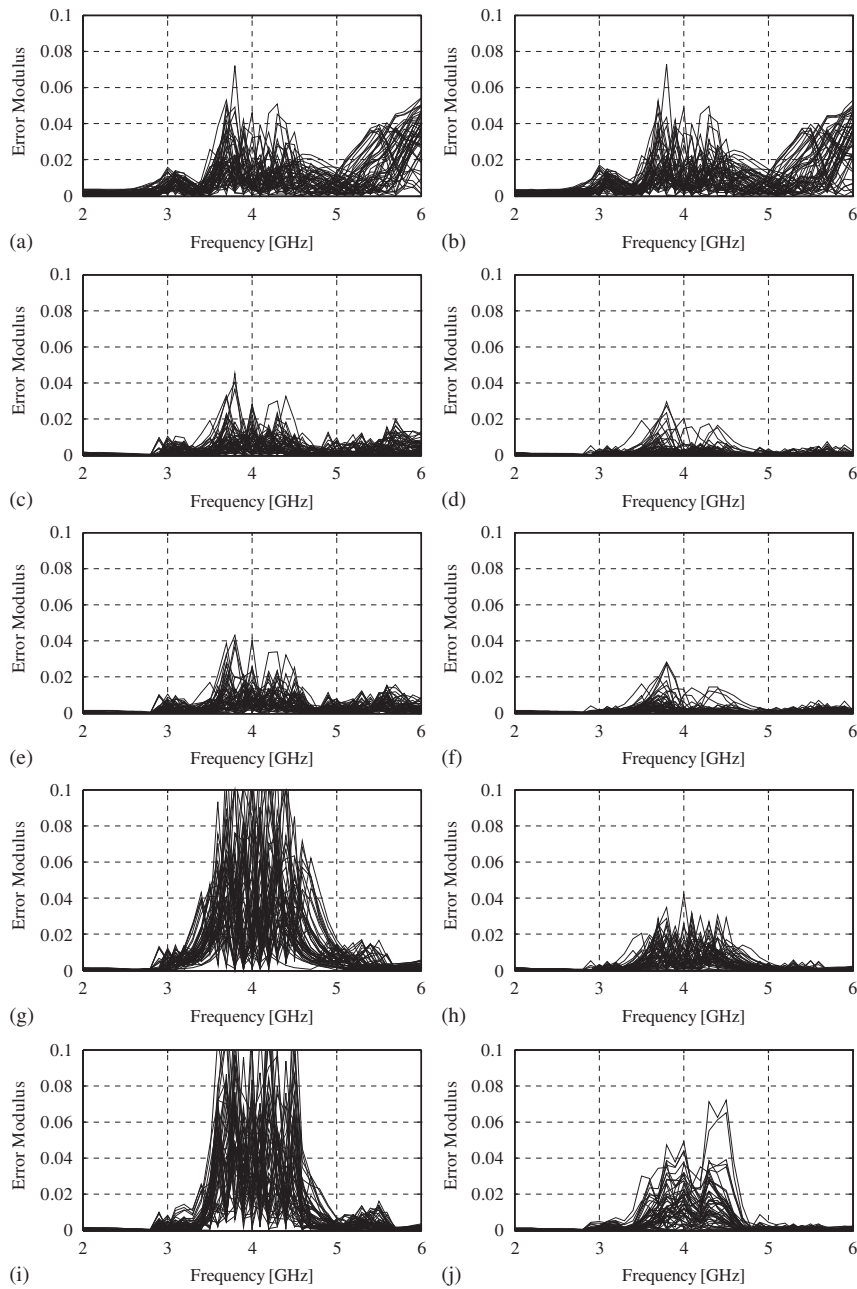 0.1
0.08
0.06
0.04
0.02
0
Error Modulus
2 3 4 5 6
(a) Frequency [GHz]
0.1
0.08
0.06
0.04
0.02
0
Error Modulus
2 3 4 5 6
(b) Frequency [GHz]
0.1
0.08
0.06
0.04
0.02
0
Error Modulus
2 3 4 5 6
(c) Frequency [GHz]
0.1
0.08
0.06
0.04
0.02
0
Error Modulus
2 3 4 5 6
(d) Frequency [GHz]
0.1
0.08
0.06
0.04
0.02
0
Error Modulus
2 3 4 5 6
(e) Frequency [GHz]
0.1
0.08
0.06
0.04
0.02
0
Error Modulus
2 3 4 5 6
(f) Frequency [GHz]
0.1
0.08
0.06
0.04
0.02
0
Error Modulus
2 3 4 5 6
(g) Frequency [GHz]
0.1
0.08
0.06
0.04
0.02
0
Error Modulus
2 3 4 5 6
(h) Frequency [GHz]
0.1
0.08
0.06
0.04
0.02
0
Error Modulus
2 3 4 5 6
(i) Frequency [GHz]
0.1
0.08
0.06
0.04
0.02
0
Error Modulus
2 3 4 5 6
(j) Frequency [GHz]